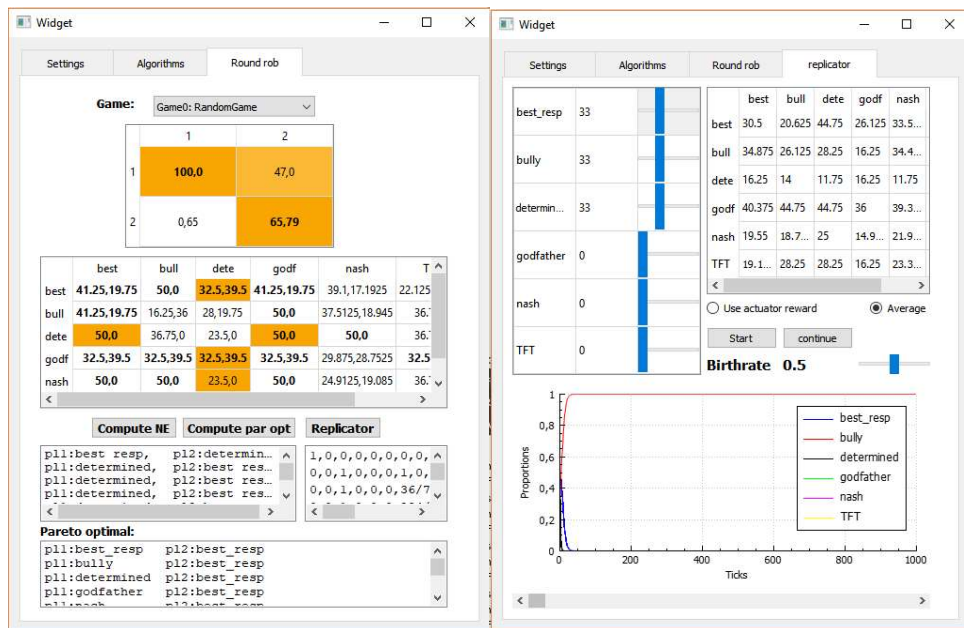 Widget
Settings Algorithms Round rob
Game: Game0: RandomGame
1 2
1 100,0 47,0
2 0,65 65,79
best bull dete godf nash T
best 41.25,19.75 50,0 32.5,39.5 41.25,19.75 39.1,17.1925 22.125
bull 41.25,19.75 16.25,36 28,19.75 50,0 37.5125,18.945 36.
dete 50,0 36.75,0 23.5,0 50,0 50,0 36.
godf 32.5,39.5 32.5,39.5 32.5,39.5 32.5,39.5 29.875,28.7525 32.5
nash 50,0 50,0 23.5,0 50,0 24.9125,19.085 36.
Compute NE Compute par opt Replicator
pl1:best resp, pl2:determin...
pl1:determined, pl2:best res...
pl1:determined, pl2:best res...
pl1:determined, pl2:best res...
1,0,0,0,0,0,0,0,
0,0,1,0,0,0,1,0,
0,0,1,0,0,0,36/7
Pareto optimal:
pl1:best_resp pl2:best_resp
pl1:bully pl2:best_resp
pl1:determined pl2:best_resp
pl1:godfather pl2:best_resp
pl1:nash pl2:best_resp
Widget
Settings Algorithms Round rob replicator
best_resp 33
bully 33
determin... 33
godfather 0
nash 0
TFT 0
best bull dete godf nash
best 30.5 20.625 44.75 26.125 33.5...
bull 34.875 26.125 28.25 16.25 34.4...
dete 16.25 14 11.75 16.25 11.75
godf 40.375 44.75 44.75 36 39.3...
nash 19.55 18.7... 25 14.9... 21.9...
TFT 19.1... 28.25 28.25 16.25 23.3...
Use actuator reward Average
Start continue
Birthrate 0.5
Proportions
1
0,8
0,6
0,4
0,2
0
0 200 400 600 800 1000
Ticks
best_resp
bully
determined
godfather
nash
TFT